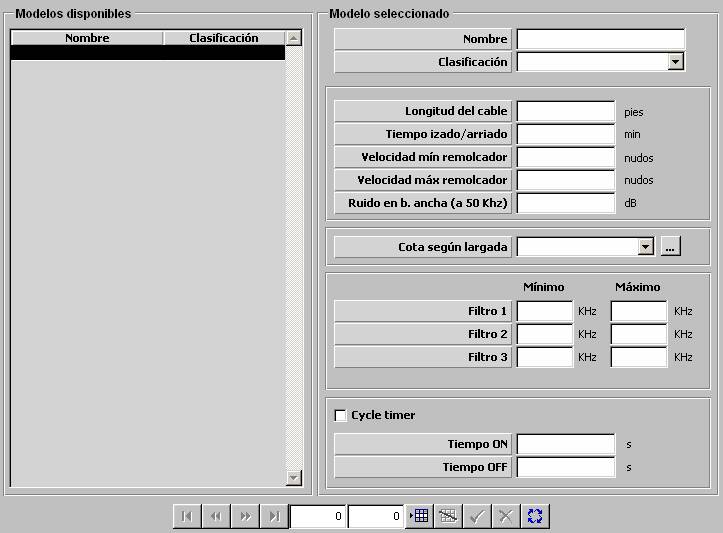 Modelos disponibles
Nombre Clasificación
Modelo seleccionado
Nombre
Clasificación
Longitud del cable pies
Tiempo izado/arriado min
Velocidad mín remolcador nudos
Velocidad máx remolcador nudos
Ruido en b. ancha (a 50 Khz) dB
Cota según largada ...
Mínimo Máximo
Filtro 1 KHz KHz
Filtro 2 KHz KHz
Filtro 3 KHz KHz
Cycle timer
Tiempo ON s
Tiempo OFF s
0 0